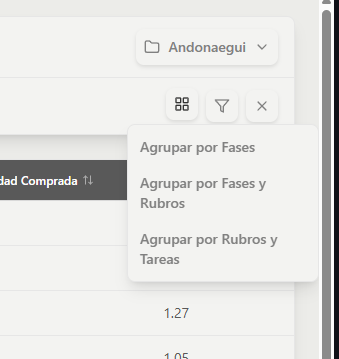 Andonaegui
Agrupar por Fases
Agrupar por Fases y
Rubros
Agrupar por Rubros y
Tareas
dad Comprada
1.27
1.05